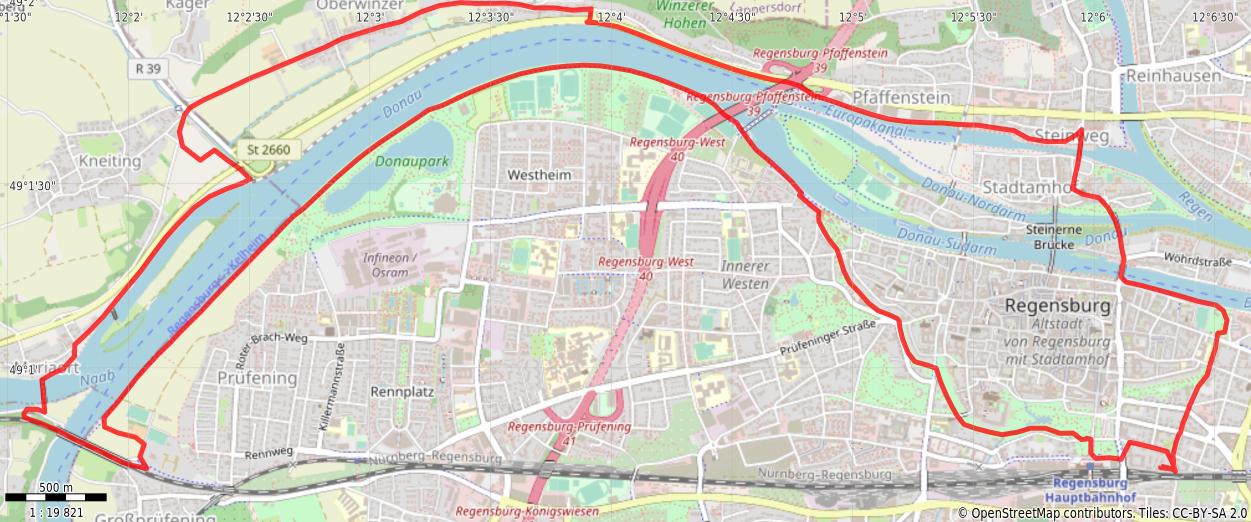 49°2'
12°1'30"
Kager
12°2'
12°2'30"
Oberwinzer
12°3'
12°3'30"
12°4'
Winzerer
Höhen
12°4'30"
Lappersdorf
12°5'
12°5'30"
12°6'
12°6'30"
R 39
Regensburg-Pfaffenstein
39
Reinhausen
Donau
Regensburg-Pfaffenstein
39
Pfaffenstein
Europakanal
Steinweg
St 2660
Kneiting
Donaupark
Regensburg-West
40
Westheim
49°1'30"
Stadtamhof
Donau-Nordarm
Regen
Steinerne
Brücke
Donau
Donau-Südarm
Wöhrdstraße
Regensburg - Kelheim
Infineon /
Osram
Regensburg-West
40
Innerer
Westen
Regensburg
Altstadt
von Regensburg
mit Stadtamhof
Roter-Brach-Weg
Prüfeninger Straße
49°1'
Mariaort
Naab
Prüfening
Killermannstraße
Rennplatz
Regensburg-Prüfening
41
Rennweg
Nürnberg–Regensburg
Nürnberg–Regensburg
Regensburg
Hauptbahnhof
500 m
1 : 19 821
Großprüfening
Regensburg-Königswiesen
© OpenStreetMap contributors. Tiles: CC-BY-SA 2.0